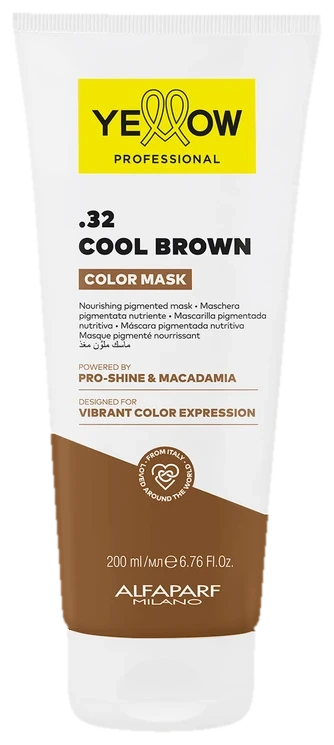 YELLOW
PROFESSIONAL
.32
COOL BROWN
COLOR MASK
Nourishing pigmented mask • Maschera
pigmentata nutriente • Mascarilla pigmentada
nutritiva • Máscara pigmentada nutritiva
Masque pigmenté nourrissant
ماسك ملوّن مغذّ
POWERED BY
PRO-SHINE & MACADAMIA
DESIGNED FOR
VIBRANT COLOR EXPRESSION
•FROM ITALY•
LOVED AROUND THE WORLD
200 ml/мл℮6.76 Fl.Oz.
ALFAPARF
MILANO